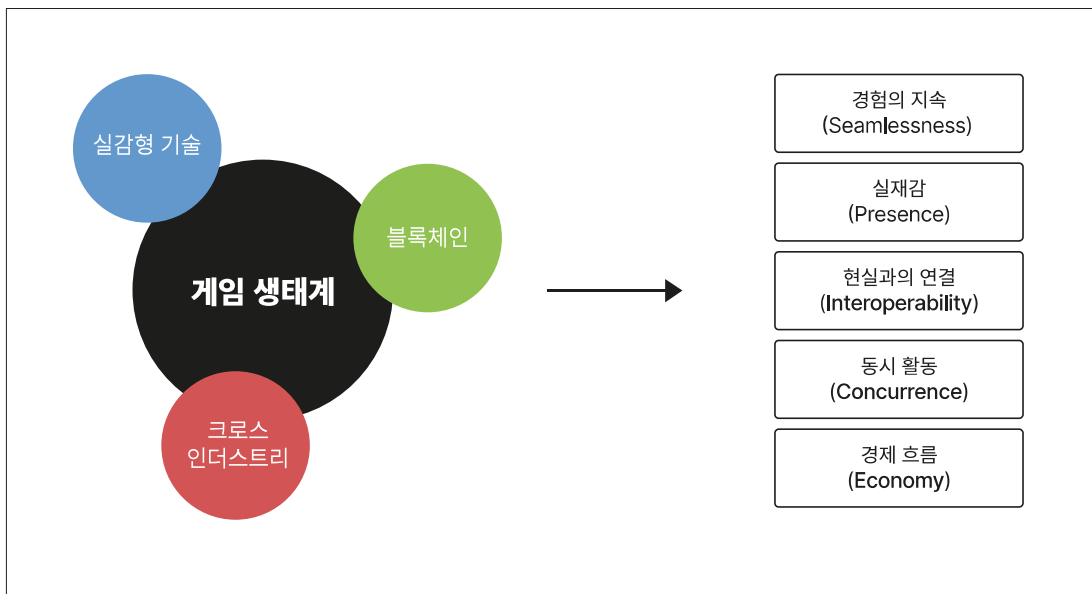 실감형 기술
블록체인
게임 생태계
크로스
인더스트리
경험의 지속
(Seamlessness)
실재감
(Presence)
현실과의 연결
(Interoperability)
동시 활동
(Concurrence)
경제 흐름
(Economy)